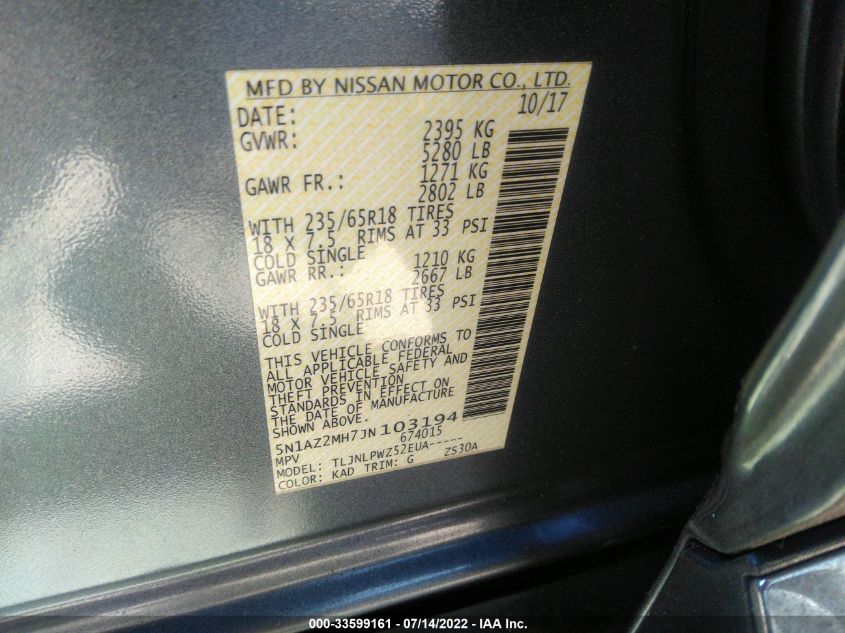 MFD BY NISSAN MOTOR CO., LTD.
DATE: 10/17
GVWR: 2395 KG
5280 LB
GAWR FR.: 1271 KG
2802 LB
WITH 235/65R18 TIRES
18 X 7.5 RIMS AT 33 PSI
COLD SINGLE
GAWR RR.: 1210 KG
2667 LB
WITH 235/65R18 TIRES
18 X 7.5 RIMS AT 33 PSI
COLD SINGLE
THIS VEHICLE CONFORMS TO
ALL APPLICABLE FEDERAL
MOTOR VEHICLE SAFETY AND
THEFT PREVENTION
STANDARDS IN EFFECT ON
THE DATE OF MANUFACTURE
SHOWN ABOVE.
5N1AZ2MH7JN103194
MPV 674015
MODEL: TLJNLPWZ52EUA-----
COLOR: KAD TRIM: G ZS30A
000-33599161 - 07/14/2022 - IAA Inc.